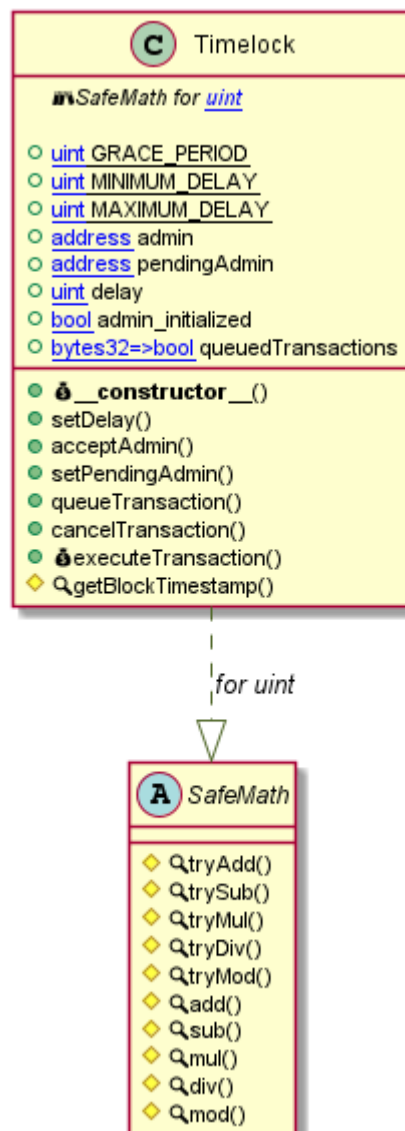 C Timelock
SafeMath for uint
uint GRACE_PERIOD
uint MINIMUM_DELAY
uint MAXIMUM_DELAY
address admin
address pendingAdmin
uint delay
bool admin_initialized
bytes32=>bool queuedTransactions
__constructor__()
setDelay()
acceptAdmin()
setPendingAdmin()
queueTransaction()
cancelTransaction()
executeTransaction()
getBlockTimestamp()
for uint
A SafeMath
tryAdd()
trySub()
tryMul()
tryDiv()
tryMod()
add()
sub()
mul()
div()
mod()